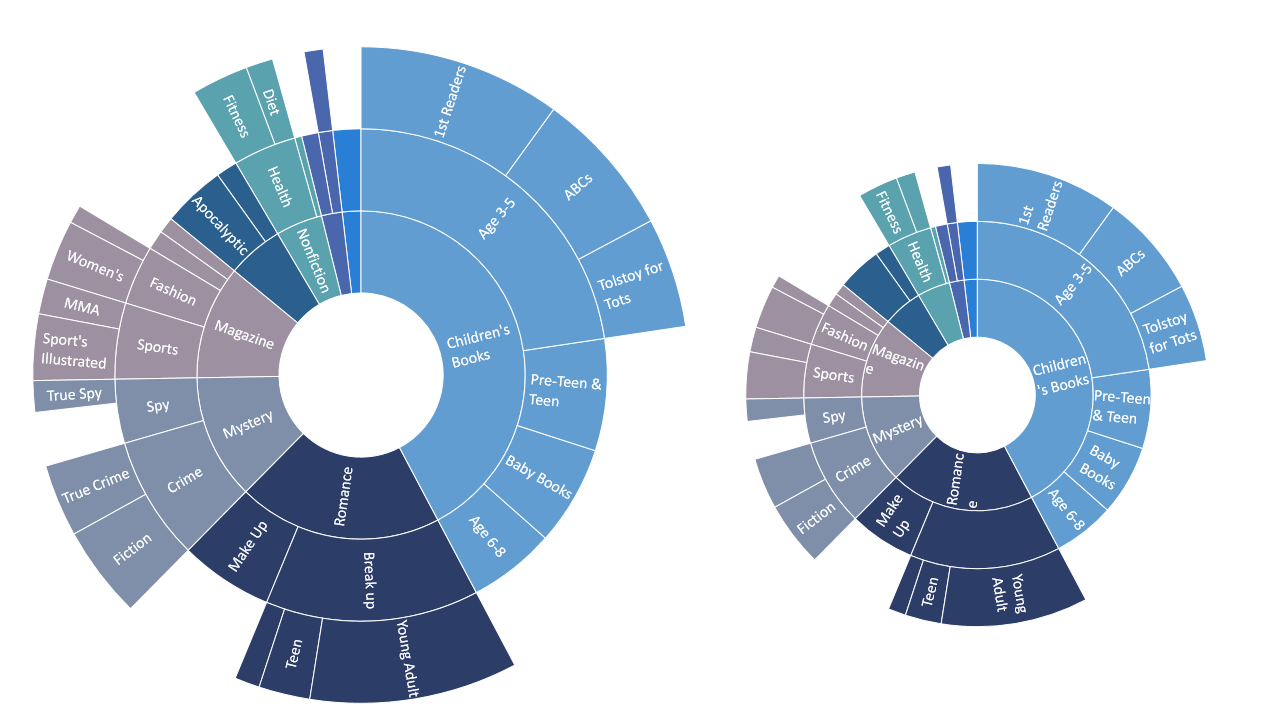 1st Readers
ABCs
Tolstoy for
Tots
Age 3-5
Children's
Books
Pre-Teen &
Teen
Baby Books
Age 6-8
Romance
Break up
Young Adult
Teen
Make Up
Mystery
Crime
Fiction
True Crime
Spy
True Spy
Magazine
Sports
Sport's
Illustrated
MMA
Fashion
Women's
Apocalyptic
Nonfiction
Health
Fitness
Diet
1st
Readers
ABCs
Tolstoy
for Tots
Age 3-5
Children
's Books
Pre-Teen
& Teen
Baby
Books
Age 6-8
Romanc
e
Young
Adult
Teen
Make
Up
Mystery
Crime
Fiction
Spy
Magazin
e
Sports
Fashion
Health
Fitness